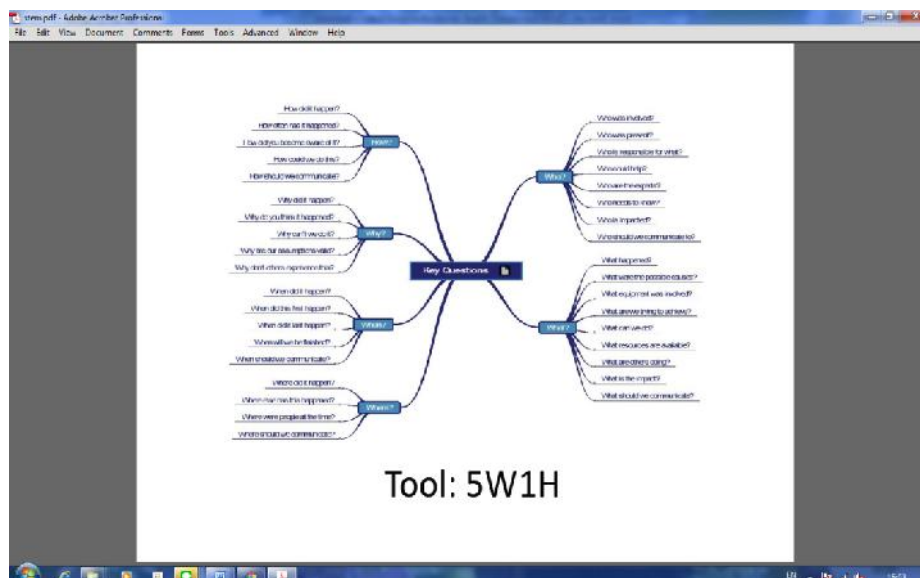 stem.pdf - Adobe Acrobat Professional
File Edit View Document Comments Forms Tools Advanced Window Help
How did it happen?
How often has it happened?
How did you become aware of it?
How could we do this?
How should we communicate?
How?
Why did it happen?
Why do you think it happened?
Why can't we do it?
Why are our assumptions valid?
Why don't others experience this?
Why?
When did it happen?
When did this first happen?
When did it last happen?
When will we be finished?
When should we communicate?
When?
Where did it happen?
Where else has this happened?
Where were people at the time?
Where should we communicate?
Where?
Key Questions
Who was involved?
Who was present?
Who is responsible for what?
Who could help?
Who are the experts?
Who needs to know?
Who is impacted?
Who should we communicate to?
Who?
What happened?
What were the possible causes?
What equipment was involved?
What are we trying to achieve?
What can we do?
What resources are available?
What are others doing?
What is the impact?
What should we communicate?
What?
Tool: 5W1H
EN